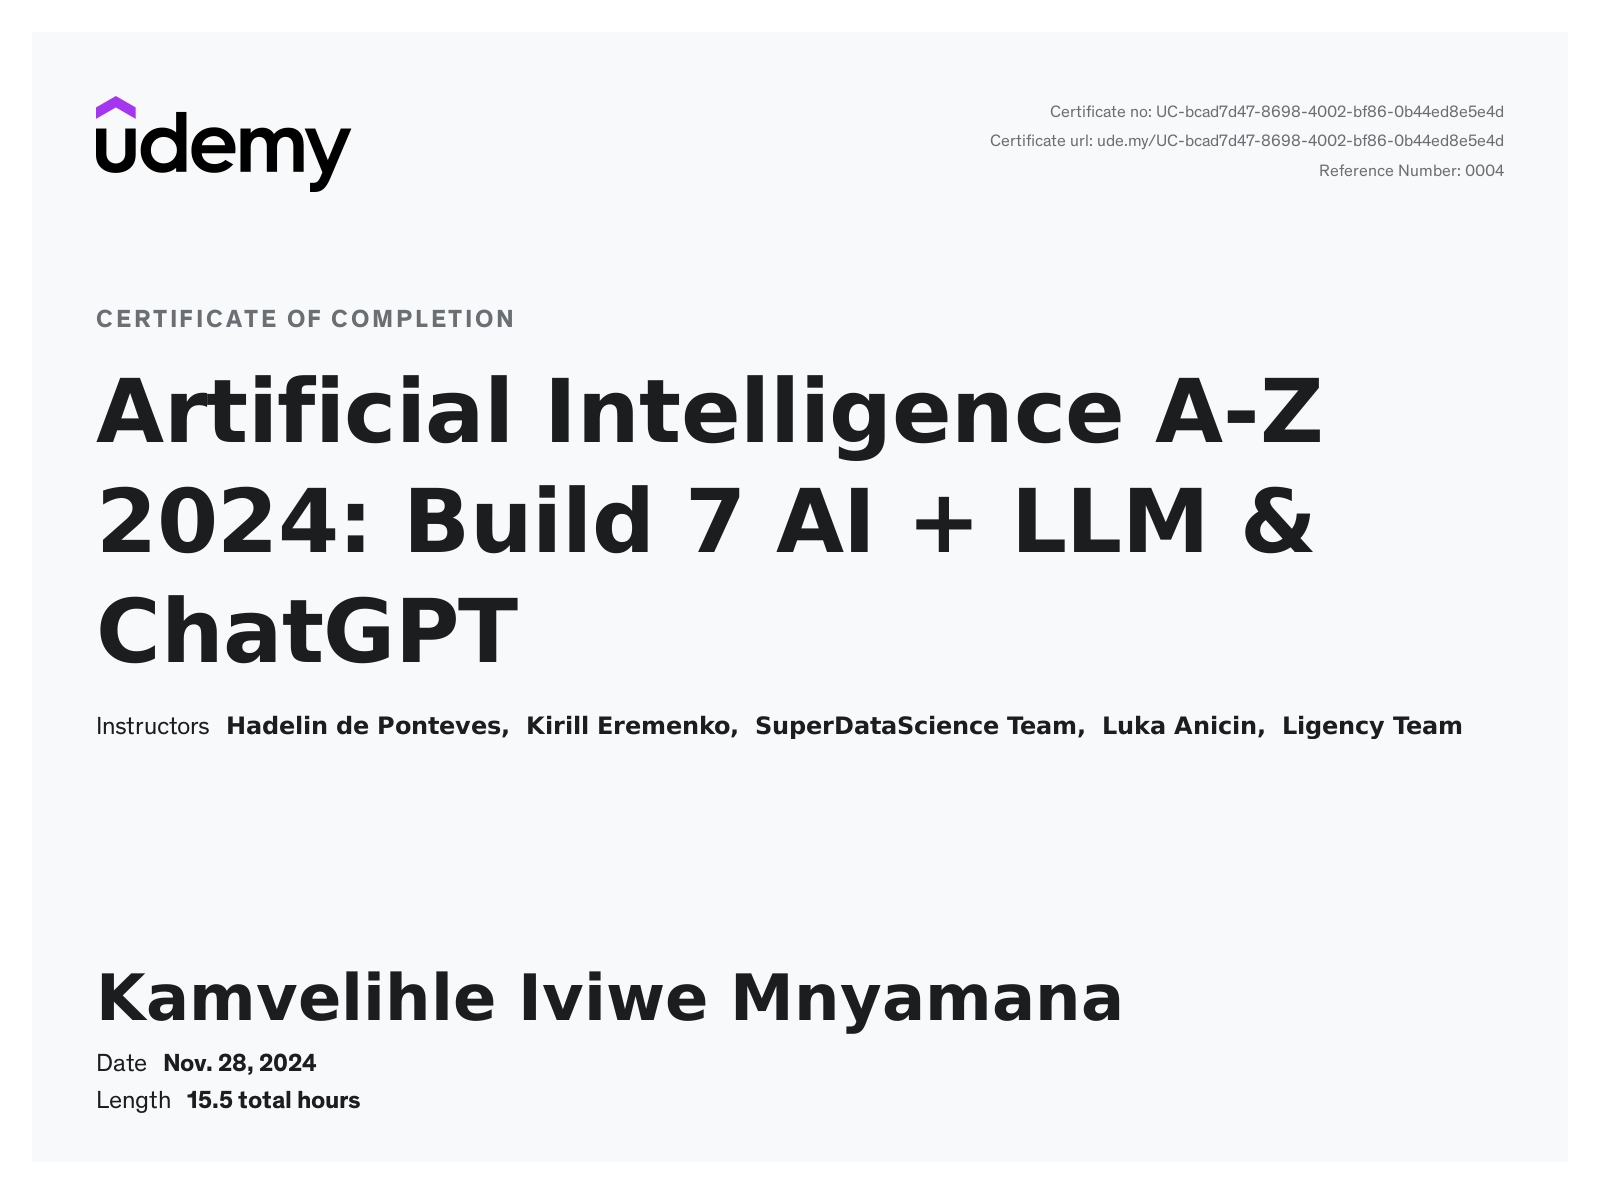 udemy
Certificate no: UC-bcad7d47-8698-4002-bf86-0b44ed8e5e4d
Certificate url: ude.my/UC-bcad7d47-8698-4002-bf86-0b44ed8e5e4d
Reference Number: 0004
CERTIFICATE OF COMPLETION
Artificial Intelligence A-Z
2024: Build 7 AI + LLM &
ChatGPT
Instructors Hadelin de Ponteves, Kirill Eremenko, SuperDataScience Team, Luka Anicin, Ligency Team
Kamvelihle Iviwe Mnyamana
Date Nov. 28, 2024
Length 15.5 total hours